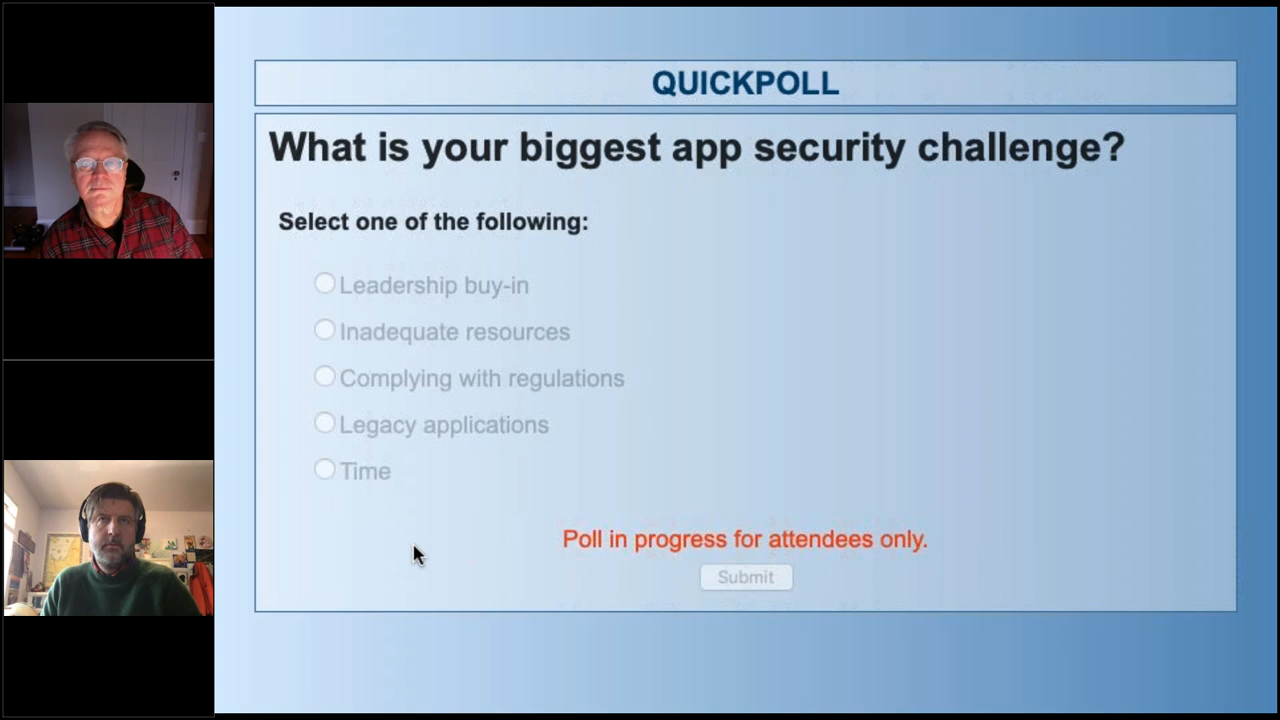 QUICKPOLL
What is your biggest app security challenge?
Select one of the following:
Leadership buy-in
Inadequate resources
Complying with regulations
Legacy applications
Time
Poll in progress for attendees only.
Submit